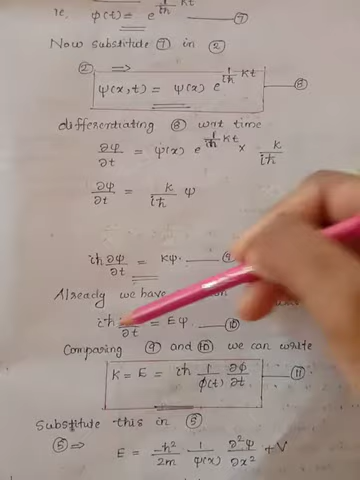 ie. ϕ(t) = e^{1/iħ kt} ——— ⑦
Now substitute ⑦ in ②
② ⟹
ψ(x,t) = ψ(x) e^{1/iħ kt} ——— ⑧
differentiating ⑧ wrt time
∂ψ/∂t = ψ(x) e^{1/iħ kt} × k/iħ
∂ψ/∂t = k/iħ ψ
iħ ∂ψ/∂t = kψ. ——— ⑨
Already we have
iħ ∂ψ/∂t = Eψ. ——— ⑩
Comparing ⑨ and ⑩ we can write
k = E = iħ 1/ϕ(t) ∂ϕ/∂t ——— ⑪
Substitute this in ⑤
⑤ ⟹ E = -ħ²/2m 1/ψ(x) ∂²ψ/∂x² + V